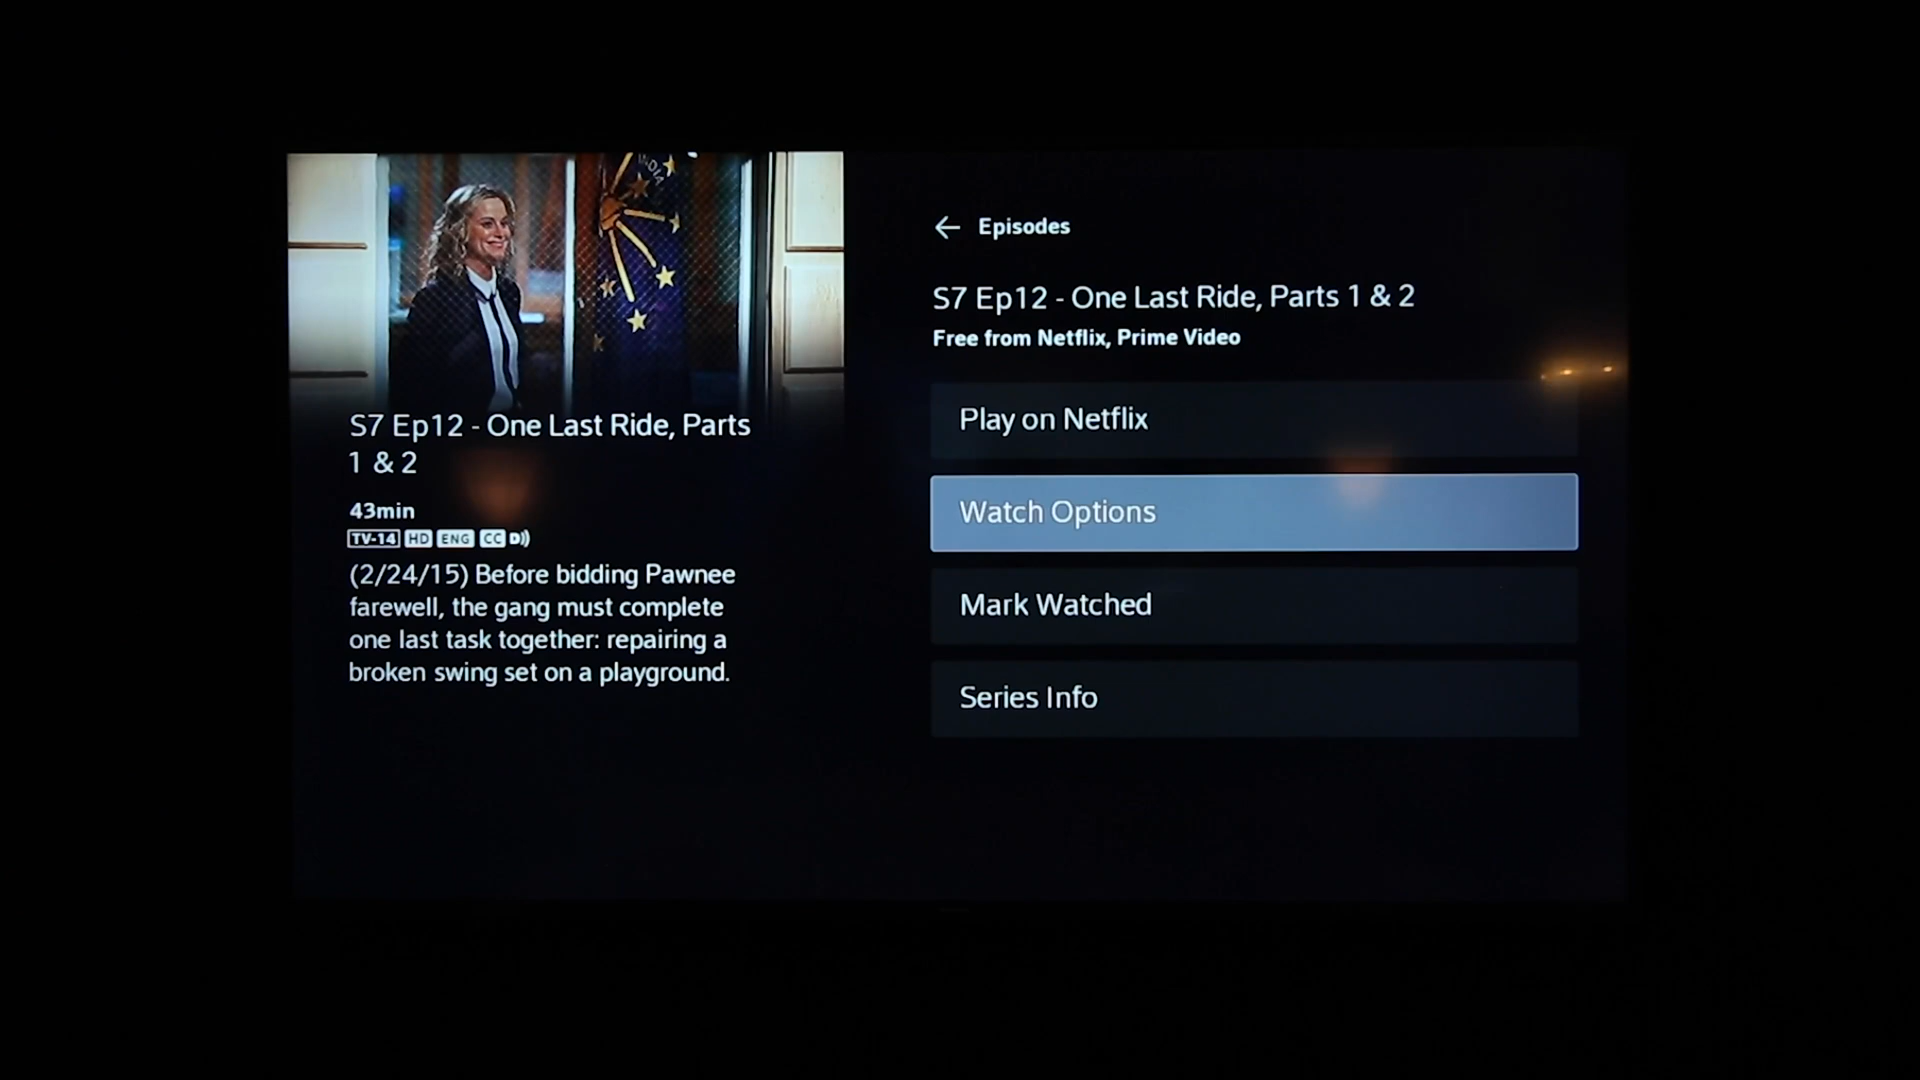 S7 Ep12 - One Last Ride, Parts
1 & 2
43min
TV-14 HD ENG CC D))
(2/24/15) Before bidding Pawnee
farewell, the gang must complete
one last task together: repairing a
broken swing set on a playground.
← Episodes
S7 Ep12 - One Last Ride, Parts 1 & 2
Free from Netflix, Prime Video
Play on Netflix
Watch Options
Mark Watched
Series Info